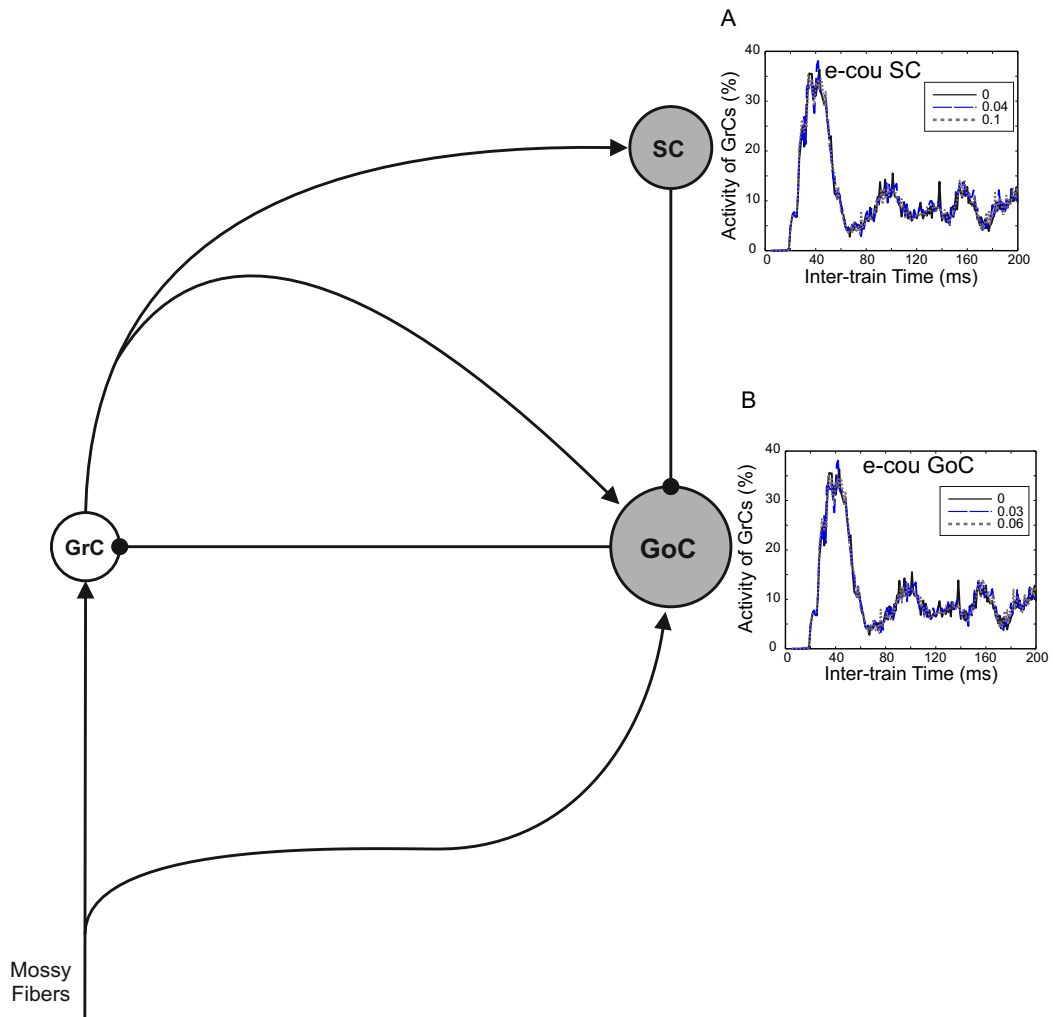 A
e-cou SC
0
0.04
0.1
Activity of GrCs (%)
40
30
20
10
0
0 40 80 120 160 200
Inter-train Time (ms)
SC
B
e-cou GoC
0
0.03
0.06
Activity of GrCs (%)
40
30
20
10
0
0 40 80 120 160 200
Inter-train Time (ms)
GrC
GoC
Mossy
Fibers